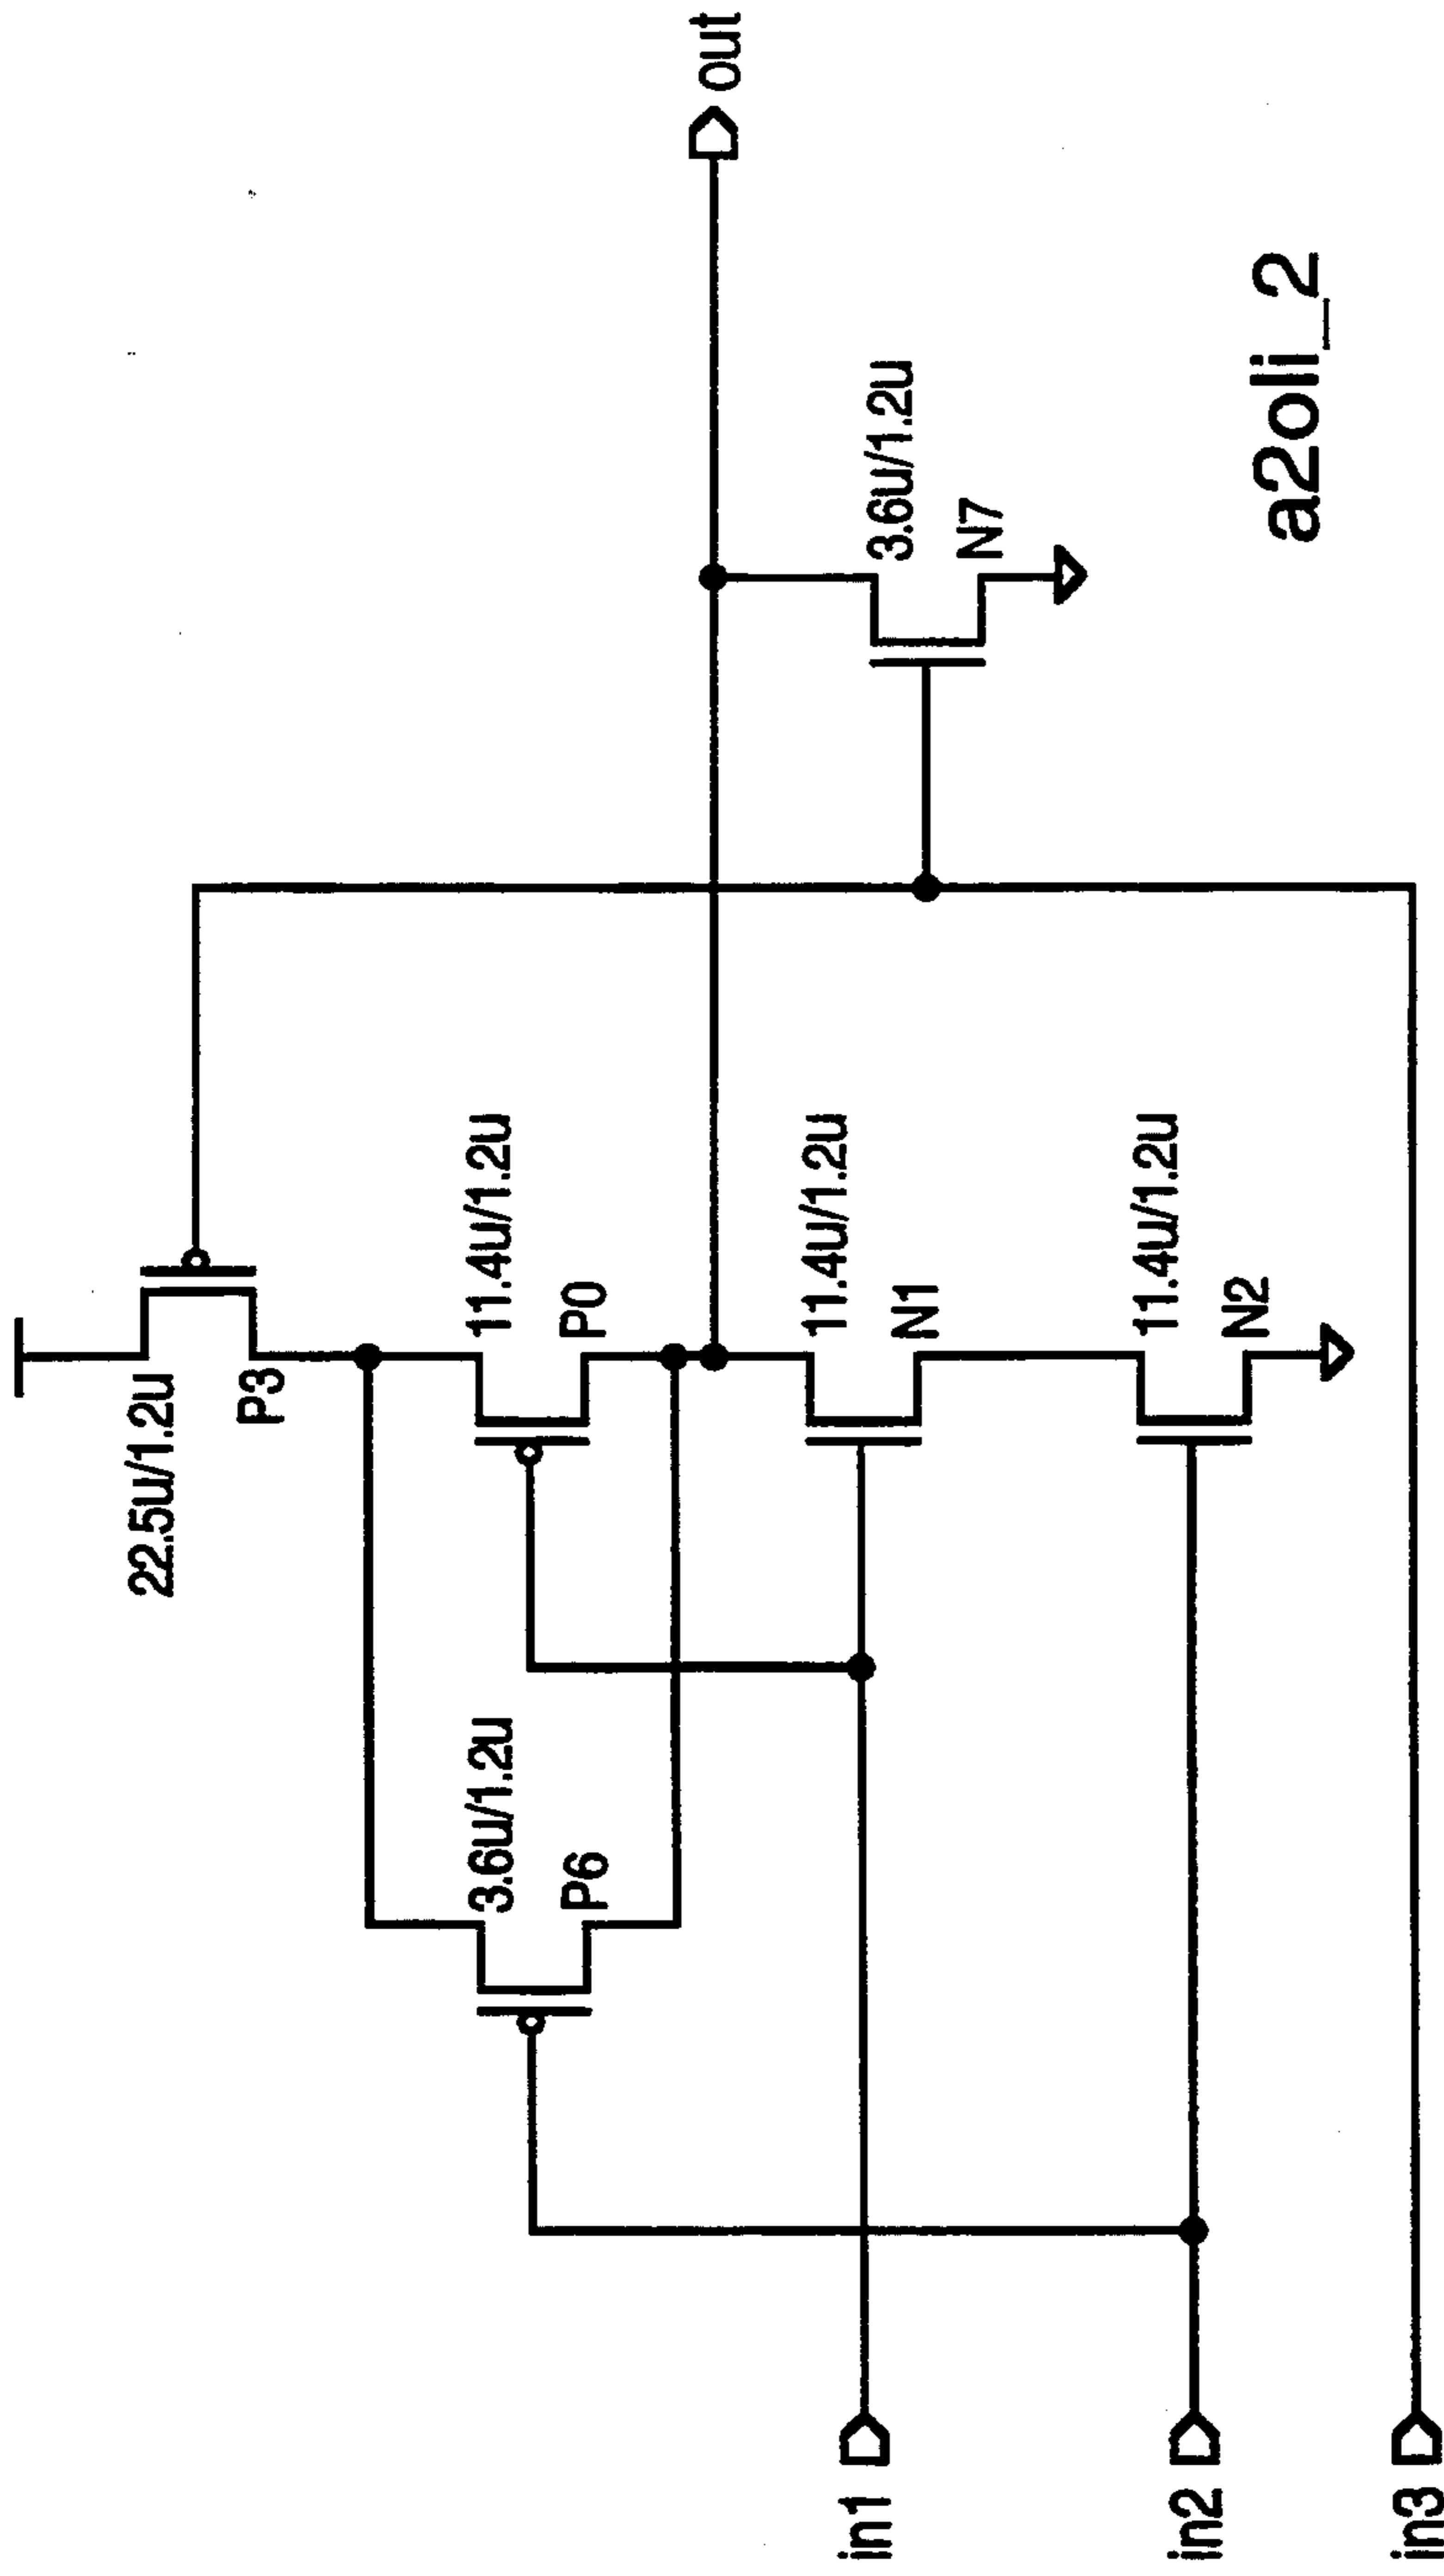 22.5u/1.2u
P3
3.6u/1.2u
P6
11.4u/1.2u
P0
out
in1
11.4u/1.2u
N1
3.6u/1.2u
N7
in2
11.4u/1.2u
N2
in3
a2oli_2